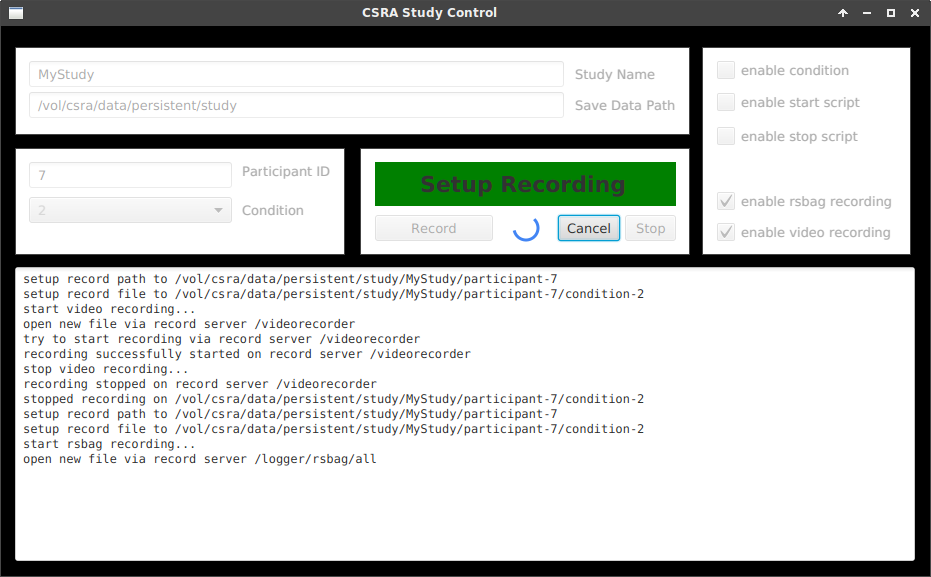 CSRA Study Control
MyStudy
Study Name
/vol/csra/data/persistent/study
Save Data Path
enable condition
enable start script
enable stop script
enable rsbag recording
enable video recording
7
Participant ID
2
Condition
Setup Recording
Record
Cancel
Stop
setup record path to /vol/csra/data/persistent/study/MyStudy/participant-7
setup record file to /vol/csra/data/persistent/study/MyStudy/participant-7/condition-2
start video recording...
open new file via record server /videorecorder
try to start recording via record server /videorecorder
recording successfully started on record server /videorecorder
stop video recording...
recording stopped on record server /videorecorder
stopped recording on /vol/csra/data/persistent/study/MyStudy/participant-7/condition-2
setup record path to /vol/csra/data/persistent/study/MyStudy/participant-7
setup record file to /vol/csra/data/persistent/study/MyStudy/participant-7/condition-2
start rsbag recording...
open new file via record server /logger/rsbag/all